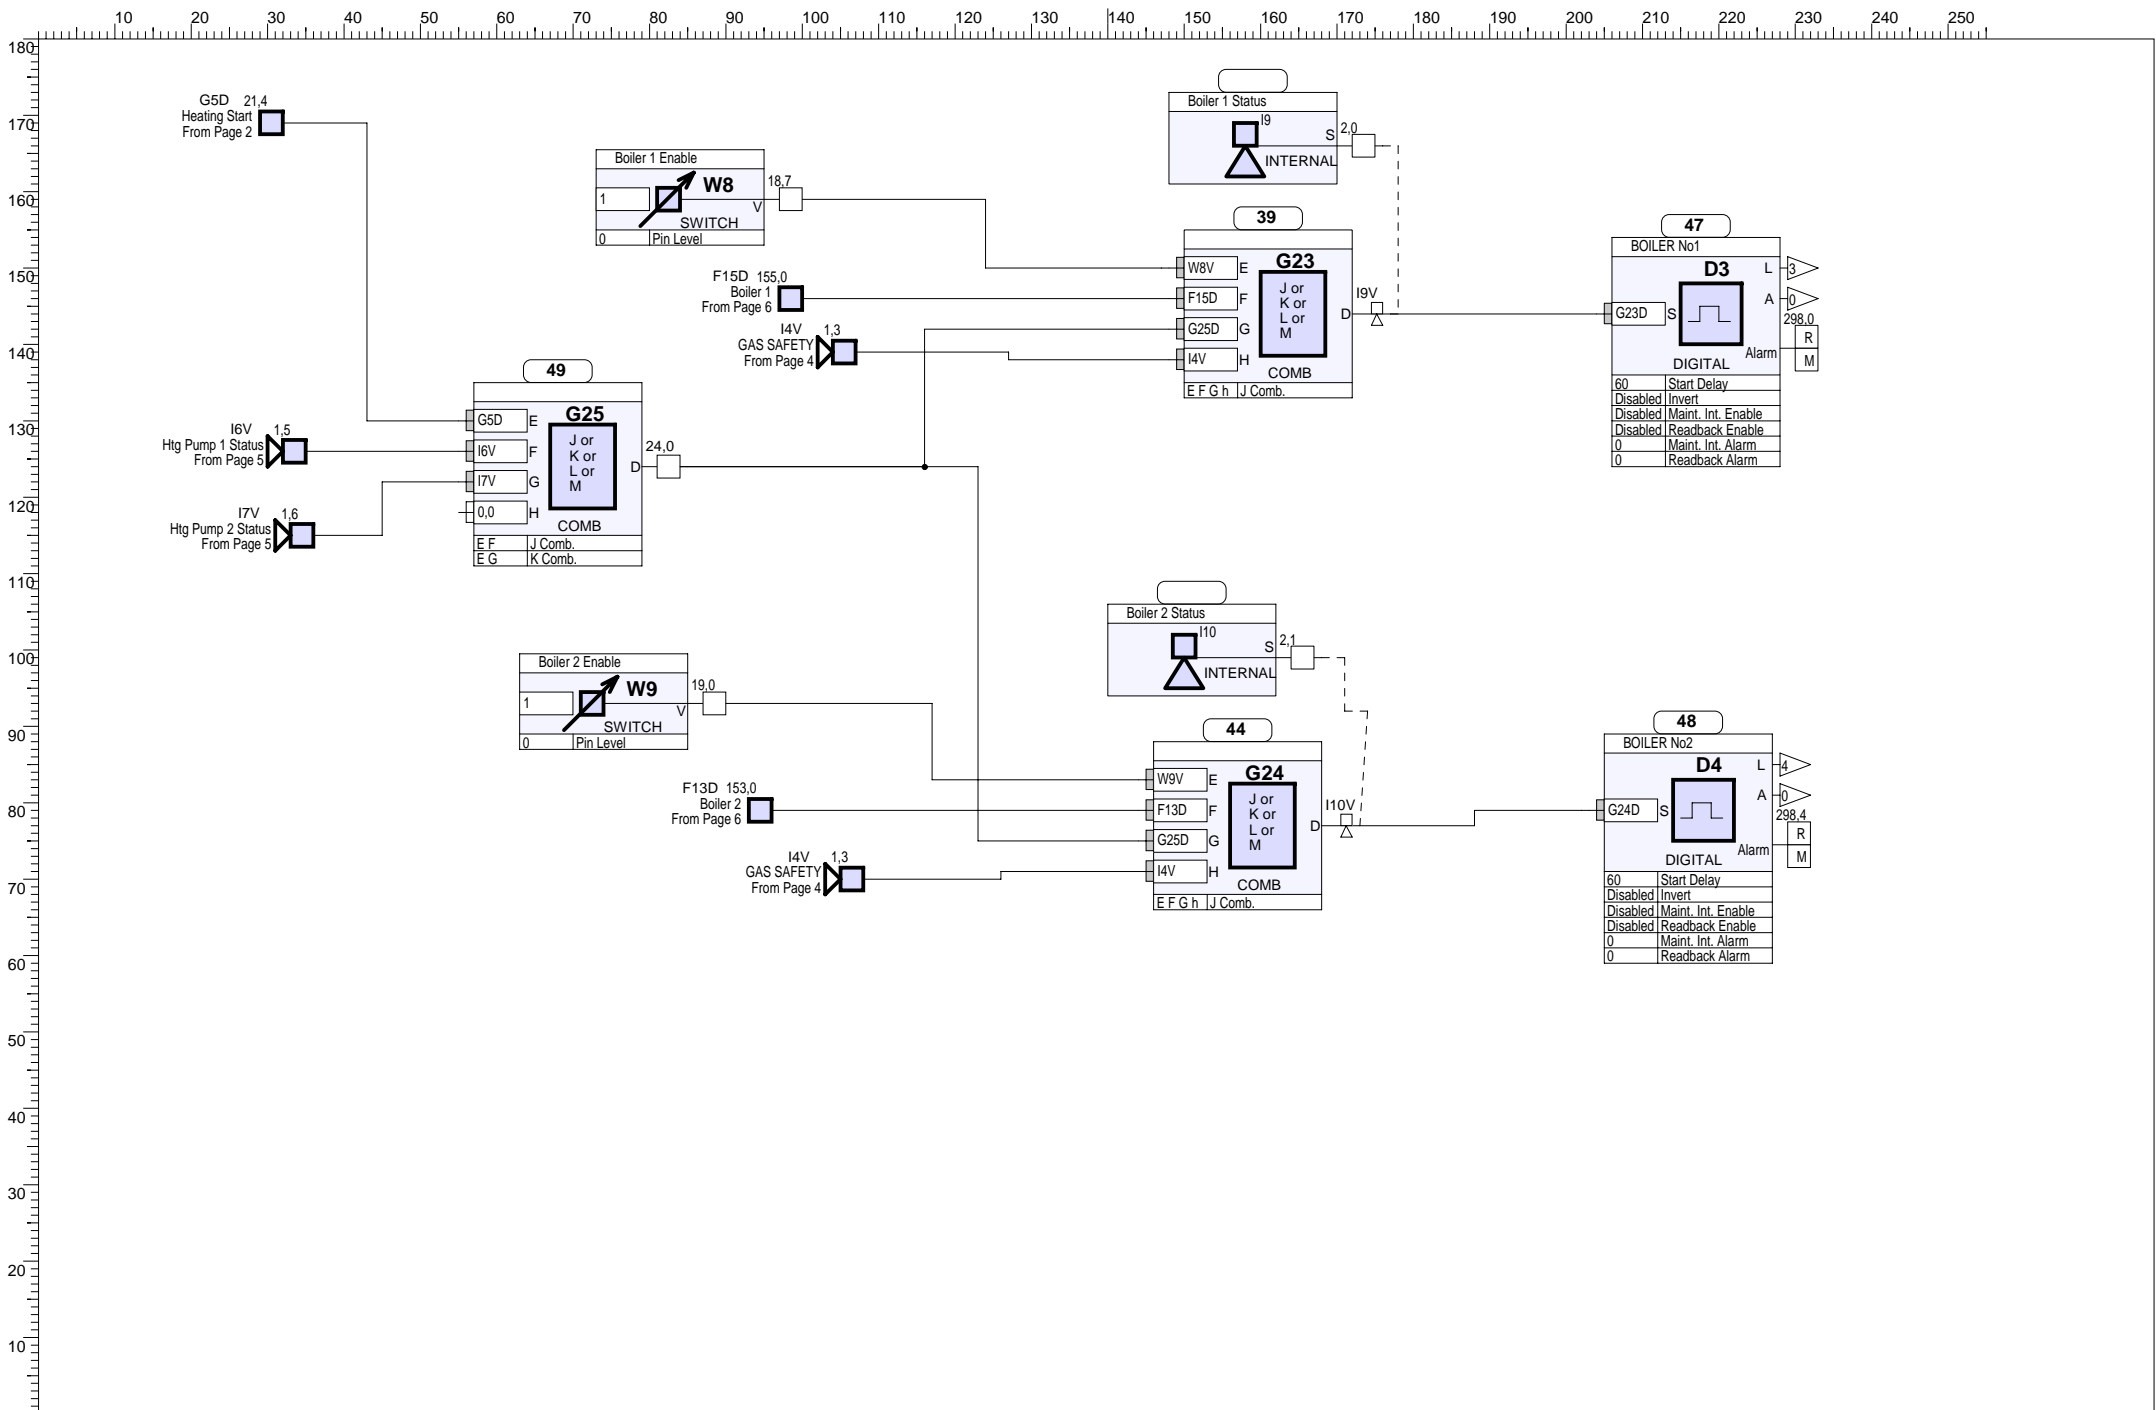 10 20 30 40 50 60 70 80 90 100 110 120 130 140 150 160 170 180 190 200 210 220 230 240 250
180
170
160
150
140
130
120
110
100
90
80
70
60
50
40
30
20
10
G5D 21,4
Heating Start
From Page 2
Boiler 1 Enable
W8
1
V
SWITCH
0 Pin Level
18,7
Boiler 1 Status
I9
S
INTERNAL
2,0
F15D 155,0
Boiler 1
From Page 6
I4V 1,3
GAS SAFETY
From Page 4
39
G23
W8V E
F15D F
G25D G
I4V H
J or
K or
L or
M
D
COMB
E F G h J Comb.
I9V
47
BOILER No1
D3
L 3
A 0
G23D S
298,0
R
Alarm
M
DIGITAL
60 Start Delay
Disabled Invert
Disabled Maint. Int. Enable
Disabled Readback Enable
0 Maint. Int. Alarm
0 Readback Alarm
I6V 1,5
Htg Pump 1 Status
From Page 5
I7V 1,6
Htg Pump 2 Status
From Page 5
49
G25
G5D E
I6V F
I7V G
0,0 H
J or
K or
L or
M
D
COMB
E F J Comb.
E G K Comb.
24,0
Boiler 2 Status
I10
S
INTERNAL
2,1
Boiler 2 Enable
W9
1
V
SWITCH
0 Pin Level
19,0
F13D 153,0
Boiler 2
From Page 6
I4V 1,3
GAS SAFETY
From Page 4
44
G24
W9V E
F13D F
G25D G
I4V H
J or
K or
L or
M
D
COMB
E F G h J Comb.
I10V
48
BOILER No2
D4
L 4
A 0
G24D S
298,4
R
Alarm
M
DIGITAL
60 Start Delay
Disabled Invert
Disabled Maint. Int. Enable
Disabled Readback Enable
0 Maint. Int. Alarm
0 Readback Alarm